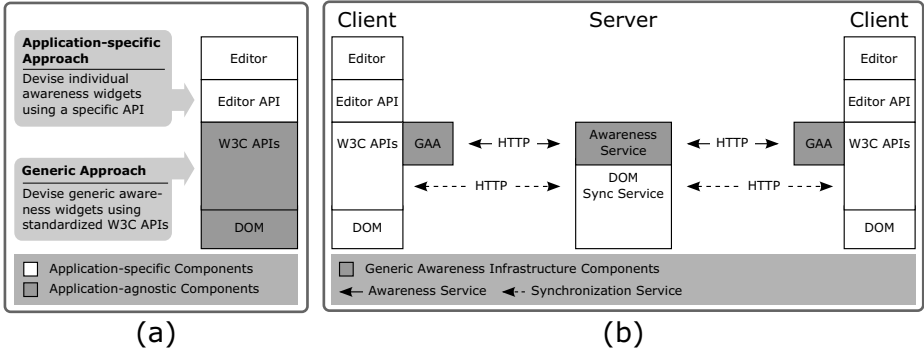 Application-specific
Approach
Devise individual
awareness widgets
using a specific API
Generic Approach
Devise generic aware-
ness widgets using
standardized W3C APIs
Editor
Editor API
W3C APIs
DOM
Application-specific Components
Application-agnostic Components
(a)
Client
Server
Client
Editor
Editor API
W3C APIs
GAA
DOM
HTTP
HTTP
Awareness
Service
DOM
Sync Service
HTTP
HTTP
Editor
Editor API
GAA
W3C APIs
DOM
Generic Awareness Infrastructure Components
Awareness Service
Synchronization Service
(b)